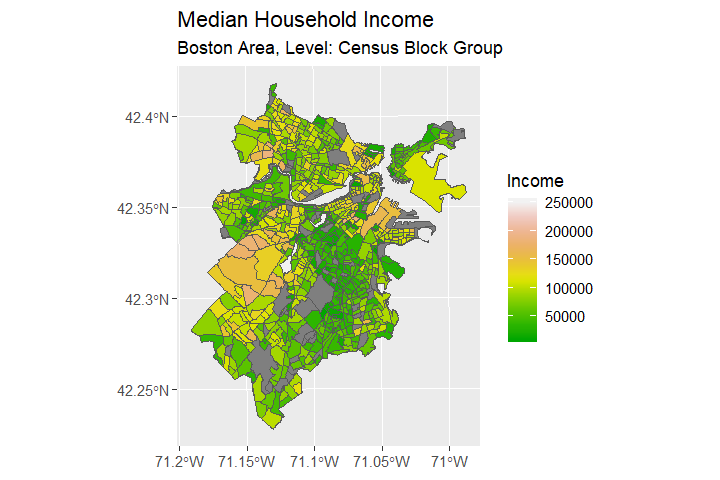 Median Household Income
Boston Area, Level: Census Block Group
42.4°N
42.35°N
42.3°N
42.25°N
71.2°W 71.15°W 71.1°W 71.05°W 71°W
Income
250000
200000
150000
100000
50000